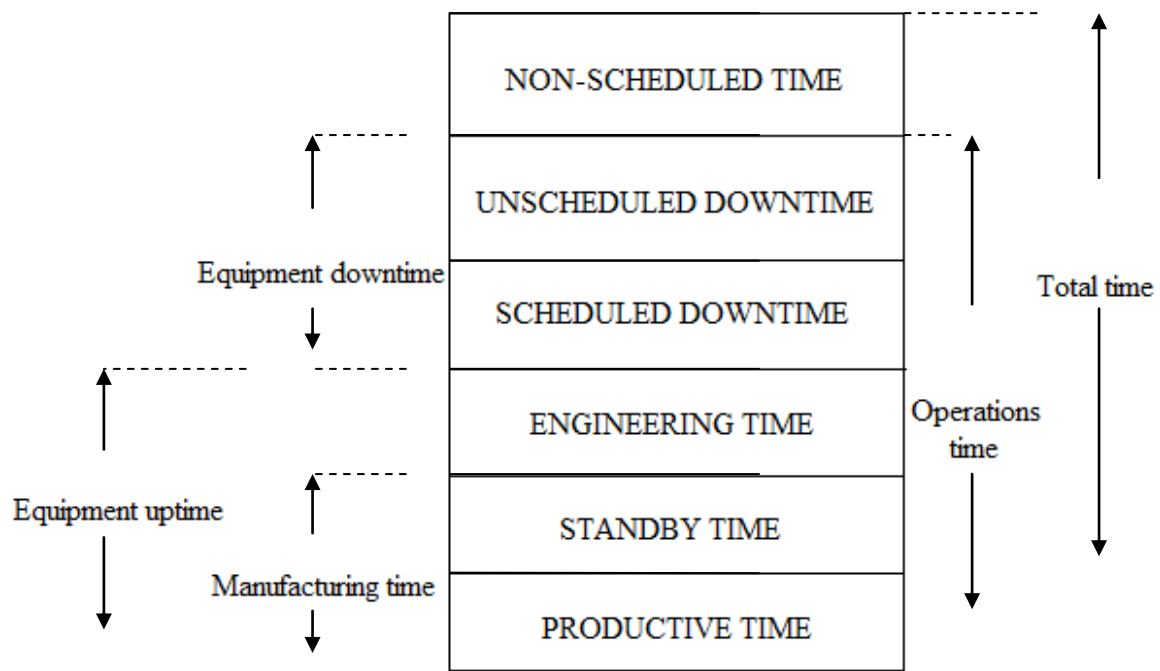 NON-SCHEDULED TIME
UNSCHEDULED DOWNTIME
Equipment downtime
Total time
SCHEDULED DOWNTIME
ENGINEERING TIME
Operations
time
Equipment uptime
STANDBY TIME
Manufacturing time
PRODUCTIVE TIME